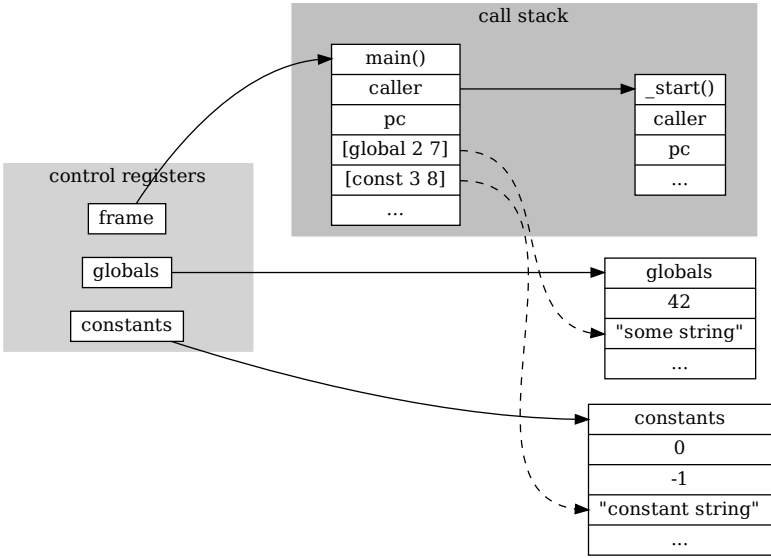 call stack
main()
caller
pc
[global 2 7]
[const 3 8]
...
_start()
caller
pc
...
control registers
frame
globals
constants
globals
42
"some string"
...
constants
0
-1
"constant string"
...